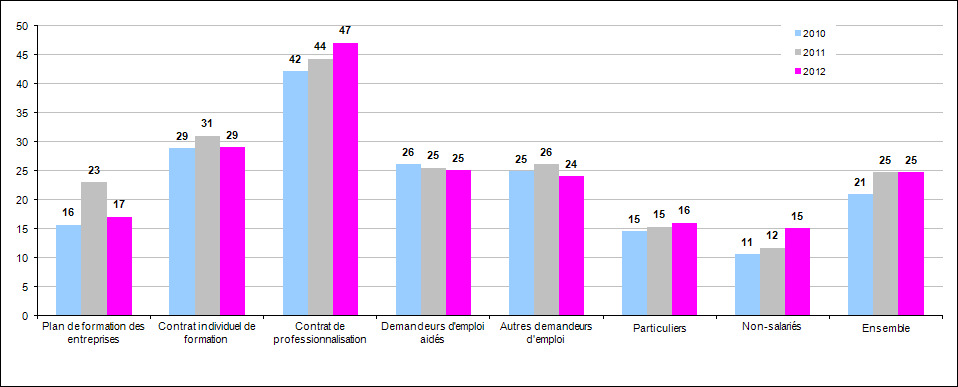 50
45
40
35
30
25
20
15
10
5
0
2010
2011
2012
16 23 17
29 31 29
42 44 47
26 25 25
25 26 24
15 15 16
11 12 15
21 25 25
Plan de formation des
entreprises
Contrat individuel de
formation
Contrat de
professionnalisation
Demandeurs d'emploi
aidés
Autres demandeurs
d'emploi
Particuliers
Non-salariés
Ensemble